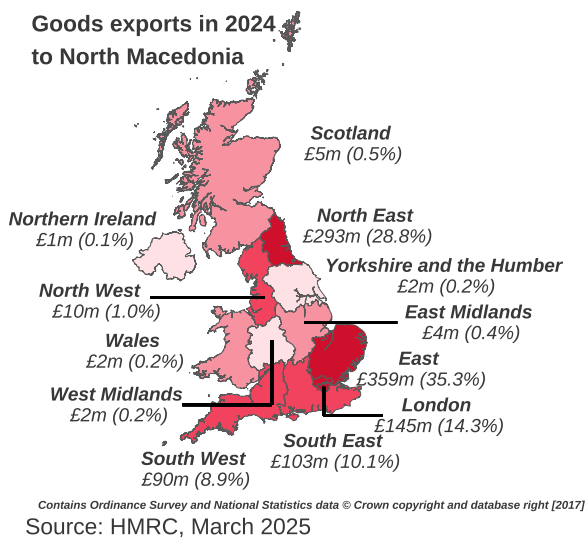 Goods exports in 2024
to North Macedonia
Scotland
£5m (0.5%)
Northern Ireland
£1m (0.1%)
North East
£293m (28.8%)
Yorkshire and the Humber
£2m (0.2%)
North West
£10m (1.0%)
East Midlands
£4m (0.4%)
Wales
£2m (0.2%)
East
£359m (35.3%)
West Midlands
£2m (0.2%)
London
£145m (14.3%)
South East
£103m (10.1%)
South West
£90m (8.9%)
Contains Ordinance Survey and National Statistics data © Crown copyright and database right [2017]
Source: HMRC, March 2025